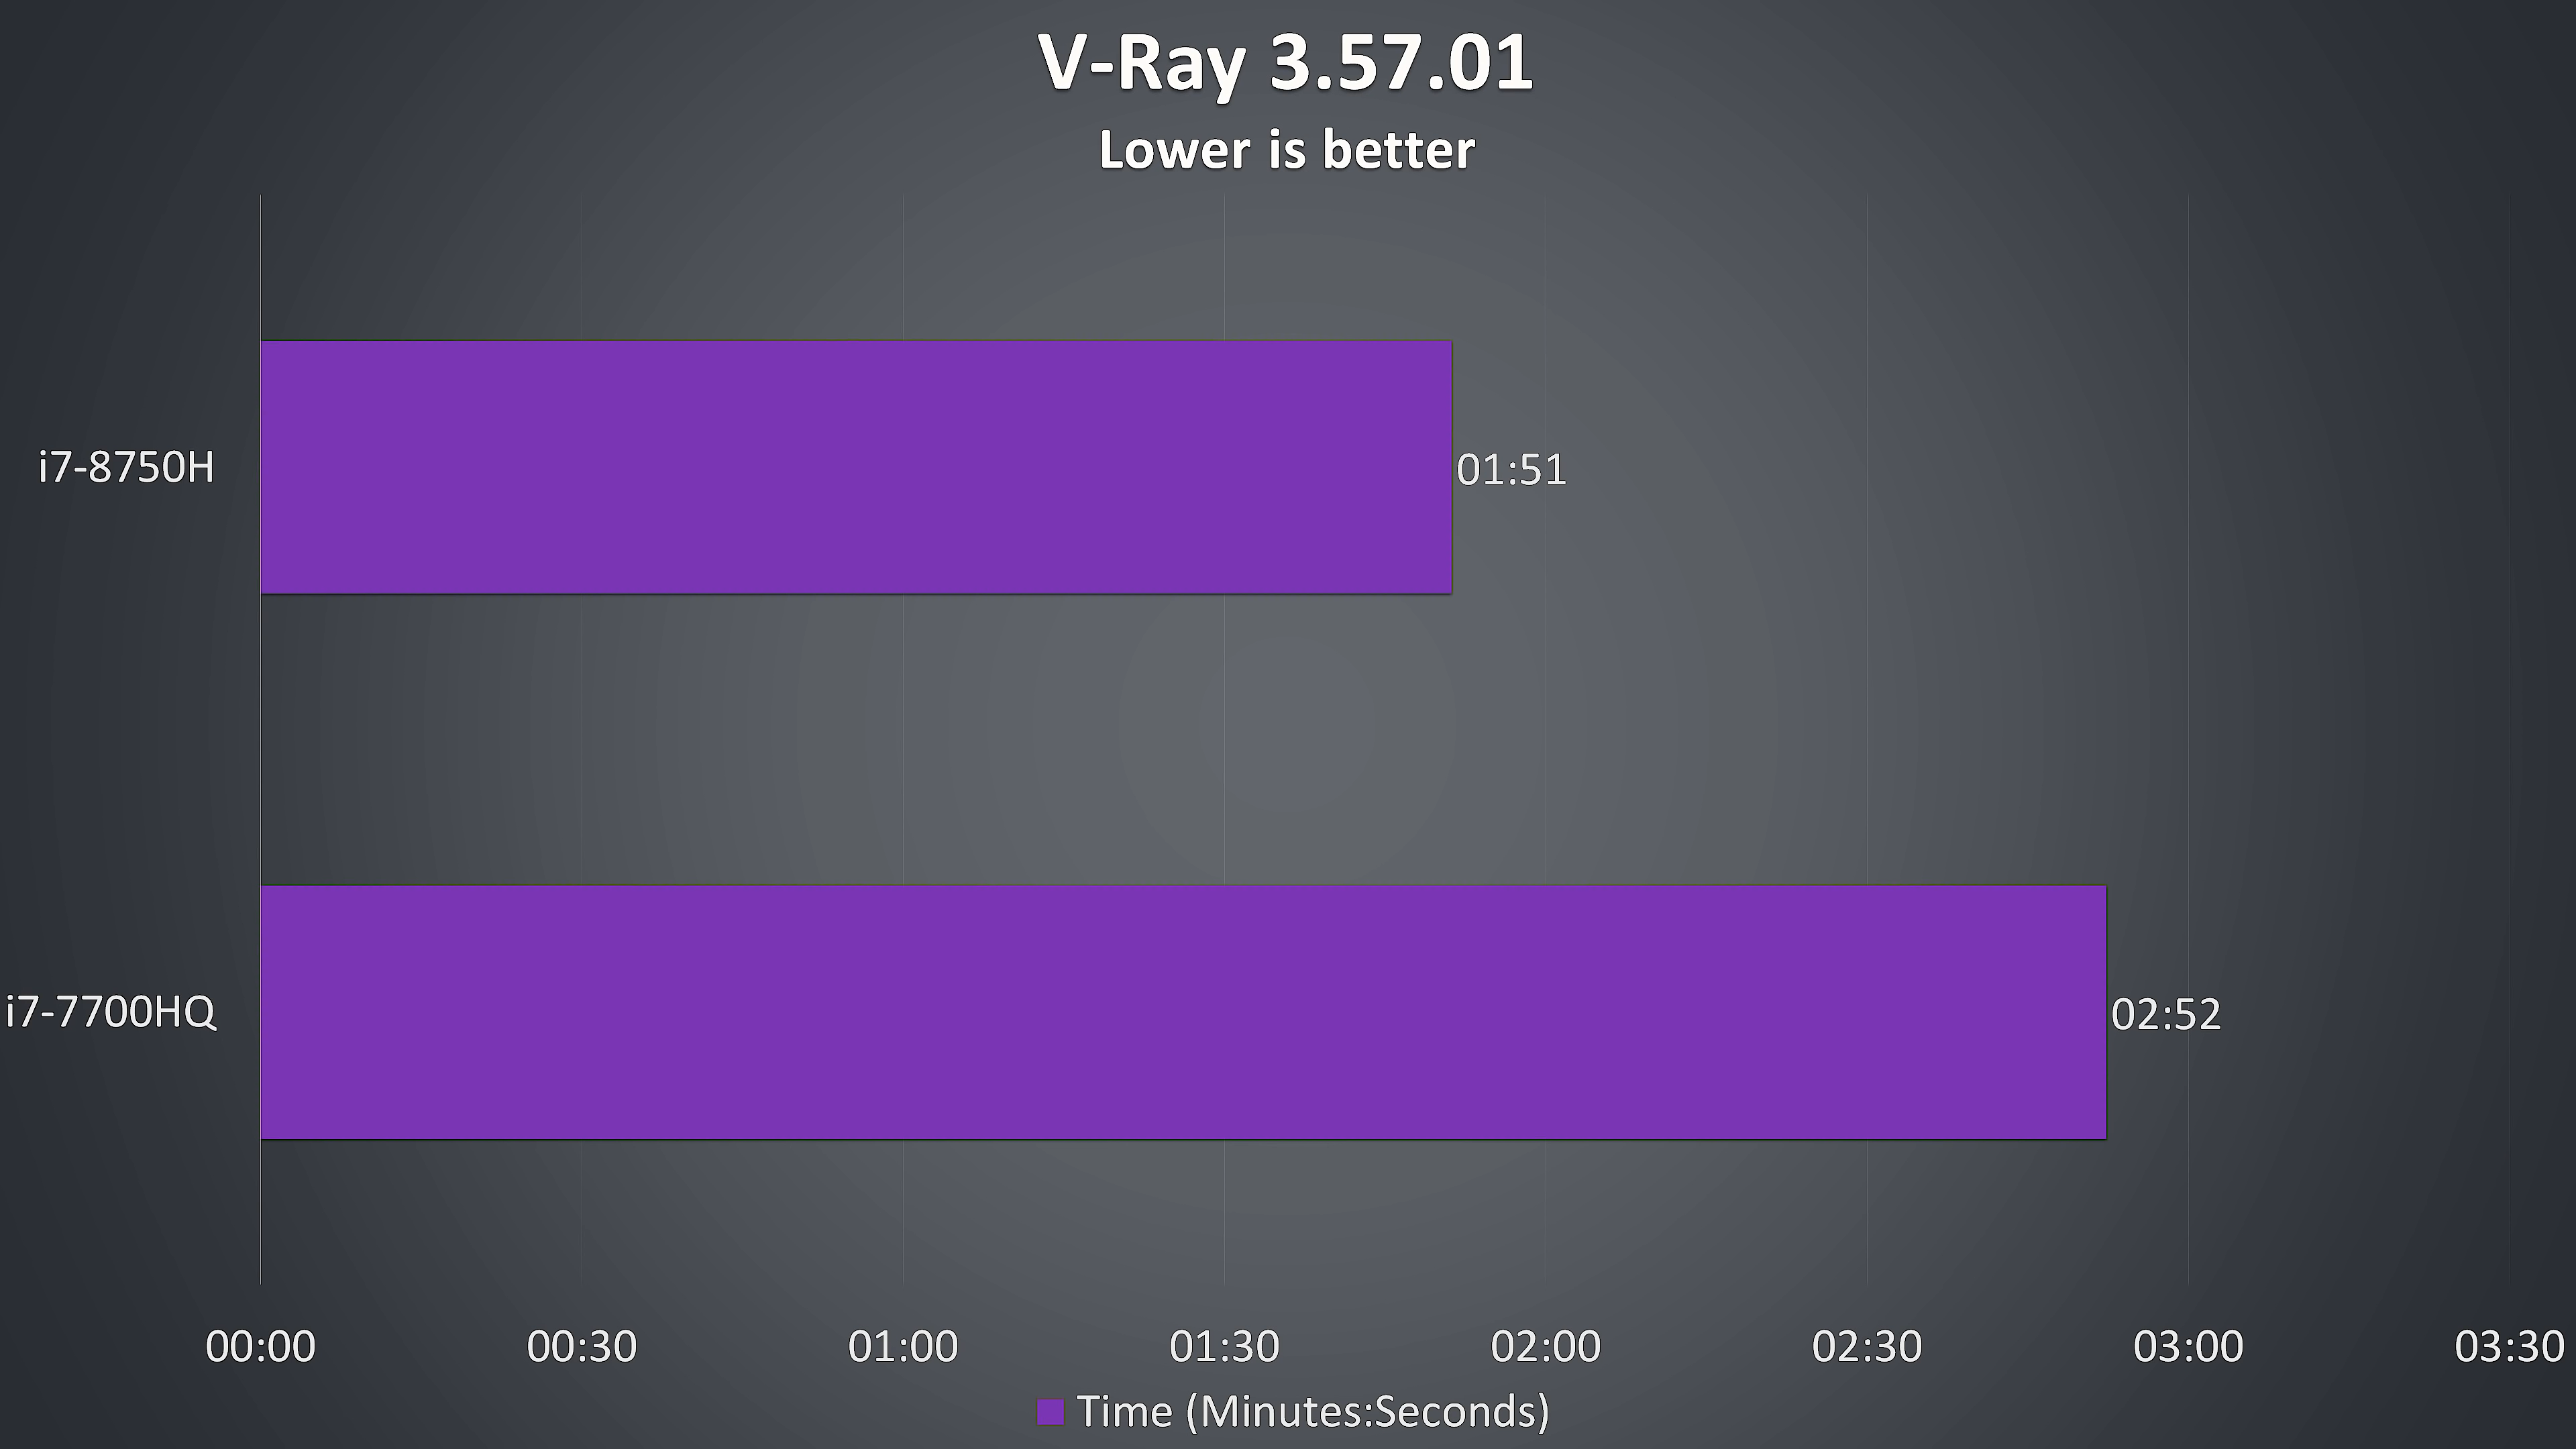 V-Ray 3.57.01
Lower is better
i7-8750H
01:51
i7-7700HQ
02:52
00:00 00:30 01:00 01:30 02:00 02:30 03:00 03:30
Time (Minutes:Seconds)